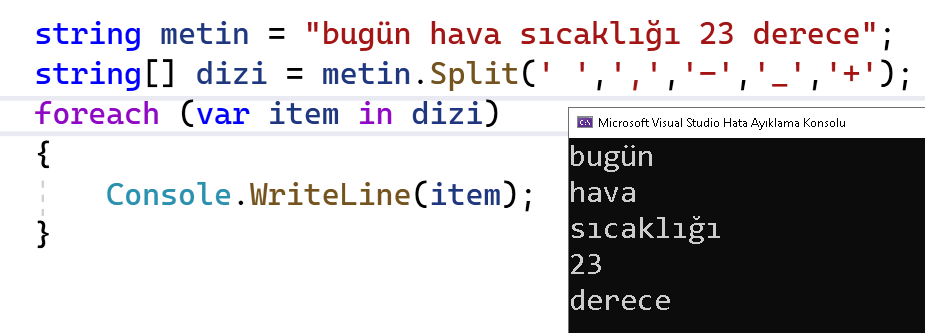 string metin = "bugün hava sıcaklığı 23 derece";
string[] dizi = metin.Split(' ',',','-','_','+');
foreach (var item in dizi)
{
Console.WriteLine(item);
}
Microsoft Visual Studio Hata Ayıklama Konsolu
bugün
hava
sıcaklığı
23
derece